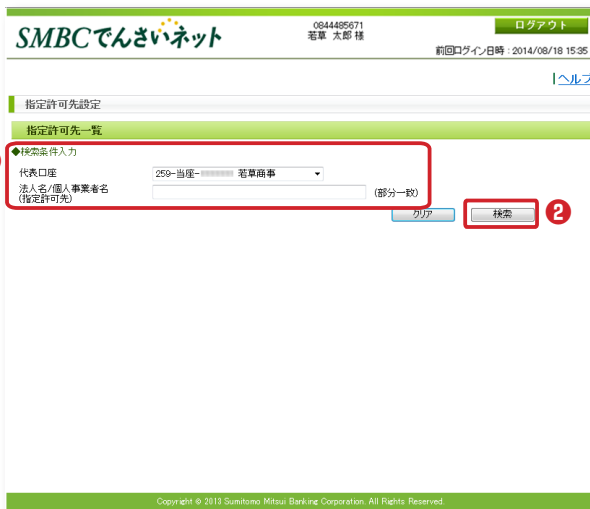 SMBCでんさいネット
0844485671
若草 太郎 様
ログアウト
前回ログイン日時 : 2014/08/18 15:35
ヘルプ
指定許可先設定
指定許可先一覧
◆検索条件入力
代表口座
259-当座- 若草商事
法人名/個人事業者名
(指定許可先)
(部分一致)
クリア
検索
2
Copyright © 2013 Sumitomo Mitsui Banking Corporation. All Rights Reserved.